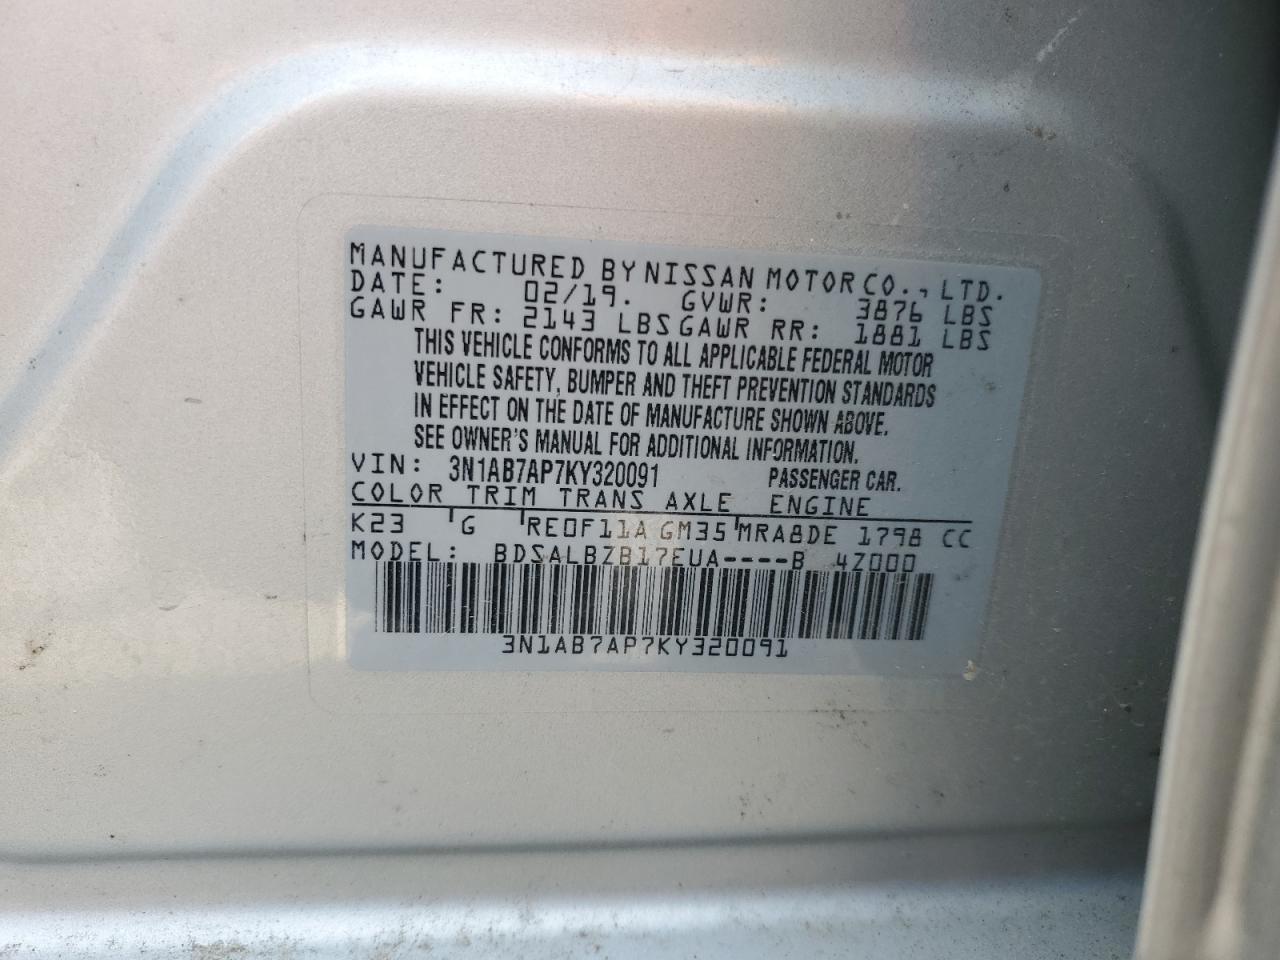 MANUFACTURED BY NISSAN MOTOR CO., LTD.
DATE: 02/19. GVWR: 3876 LBS
GAWR FR: 2143 LBS GAWR RR: 1881 LBS
THIS VEHICLE CONFORMS TO ALL APPLICABLE FEDERAL MOTOR
VEHICLE SAFETY, BUMPER AND THEFT PREVENTION STANDARDS
IN EFFECT ON THE DATE OF MANUFACTURE SHOWN ABOVE.
SEE OWNER'S MANUAL FOR ADDITIONAL INFORMATION.
VIN: 3N1AB7AP7KY320091 PASSENGER CAR.
COLOR TRIM TRANS AXLE ENGINE
K23 G RE0F11A GM35 MRA8DE 1798 CC
MODEL: BDSALBZB17EUA----B 4Z000
3N1AB7AP7KY320091